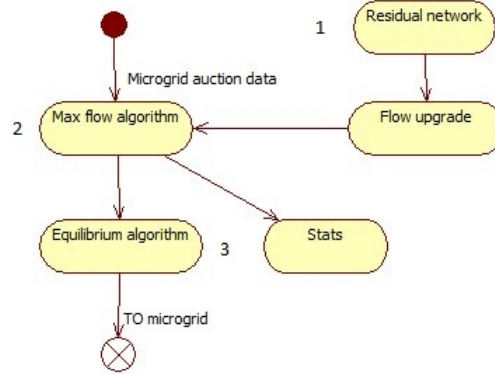 1
Residual network
Microgrid auction data
2
Max flow algorithm
Flow upgrade
Equilibrium algorithm
3
Stats
TO microgrid